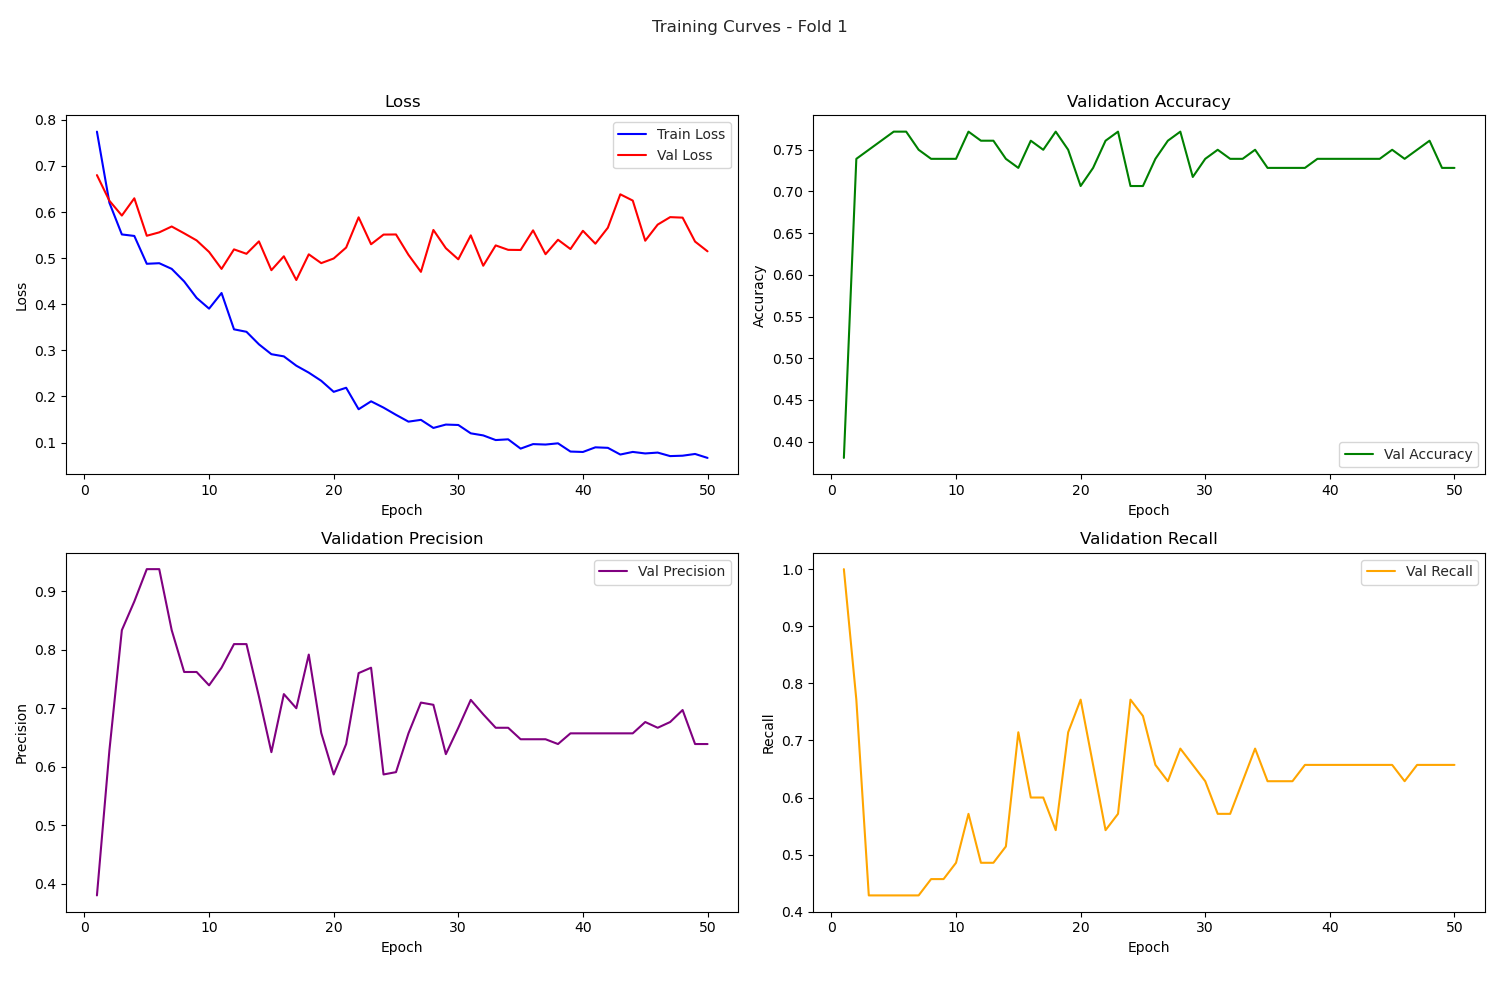 Training Curves - Fold 1
Loss
0.8
0.7
0.6
0.5
0.4
0.3
0.2
0.1
Loss
Train Loss
Val Loss
0 10 20 30 40 50
Epoch
Validation Accuracy
0.75
0.70
0.65
0.60
0.55
0.50
0.45
0.40
Accuracy
Val Accuracy
0 10 20 30 40 50
Epoch
Validation Precision
0.9
0.8
0.7
0.6
0.5
0.4
Precision
Val Precision
0 10 20 30 40 50
Epoch
Validation Recall
1.0
0.9
0.8
0.7
0.6
0.5
0.4
Recall
Val Recall
0 10 20 30 40 50
Epoch